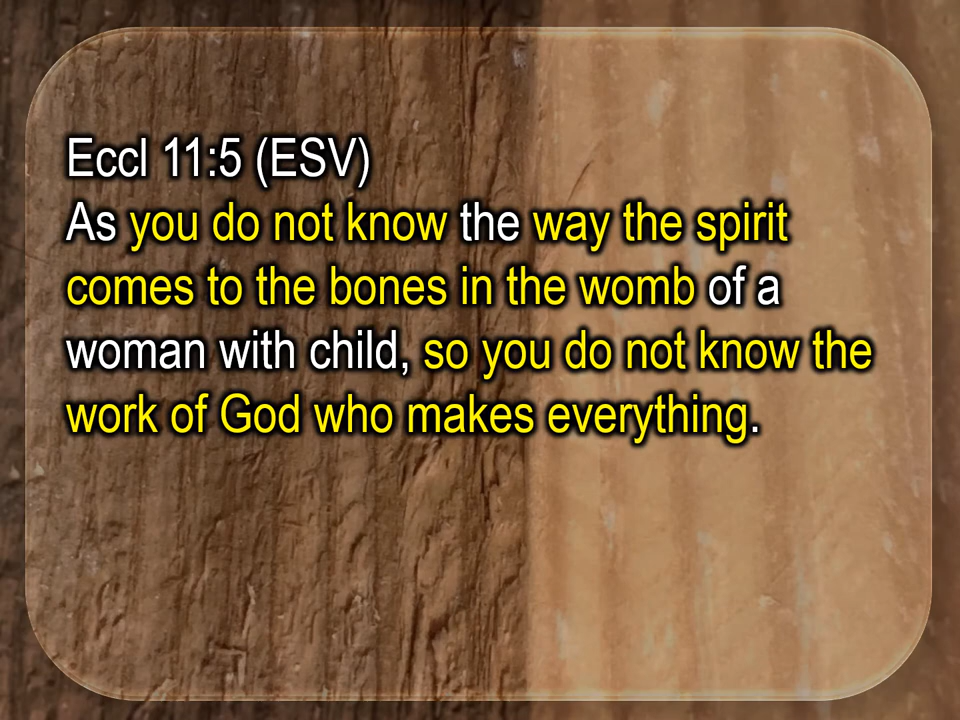 Eccl 11:5 (ESV)
As you do not know the way the spirit
comes to the bones in the womb of a
woman with child, so you do not know the
work of God who makes everything.